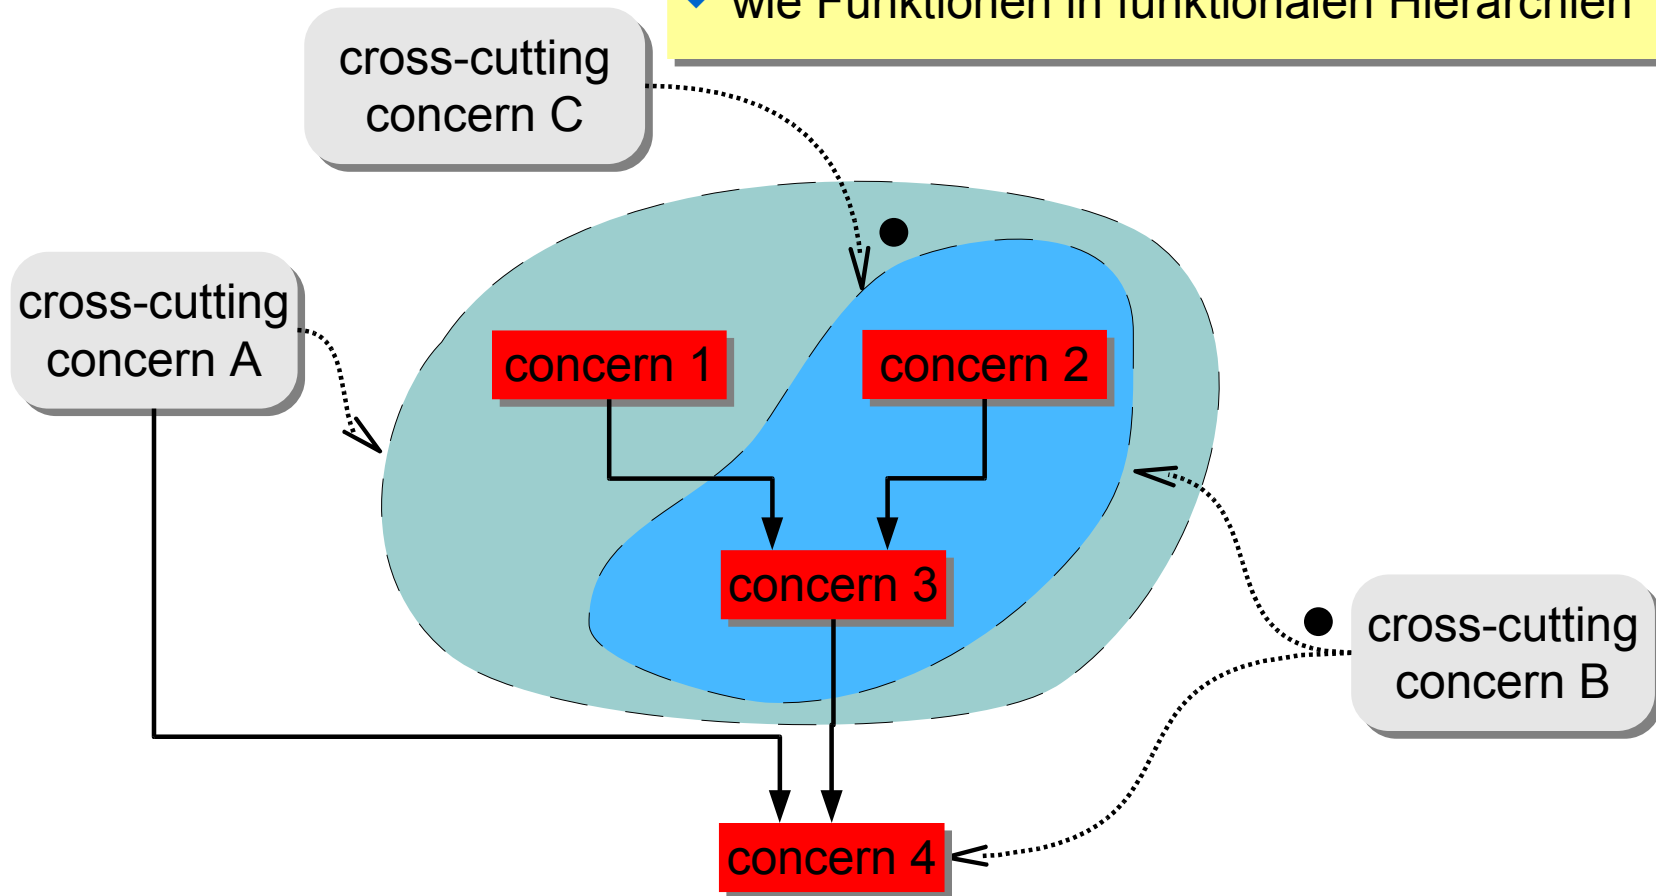 wie Funktionen in funktionalen Hierarchien
cross-cutting
concern C
cross-cutting
concern A
concern 1
concern 2
concern 3
cross-cutting
concern B
concern 4